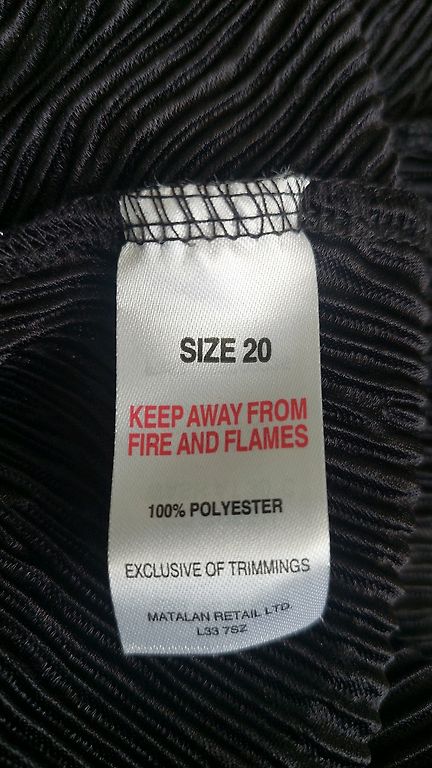 SIZE 20
KEEP AWAY FROM
FIRE AND FLAMES
100% POLYESTER
EXCLUSIVE OF TRIMMINGS
MATALAN RETAIL LTD.
L33 7SZ